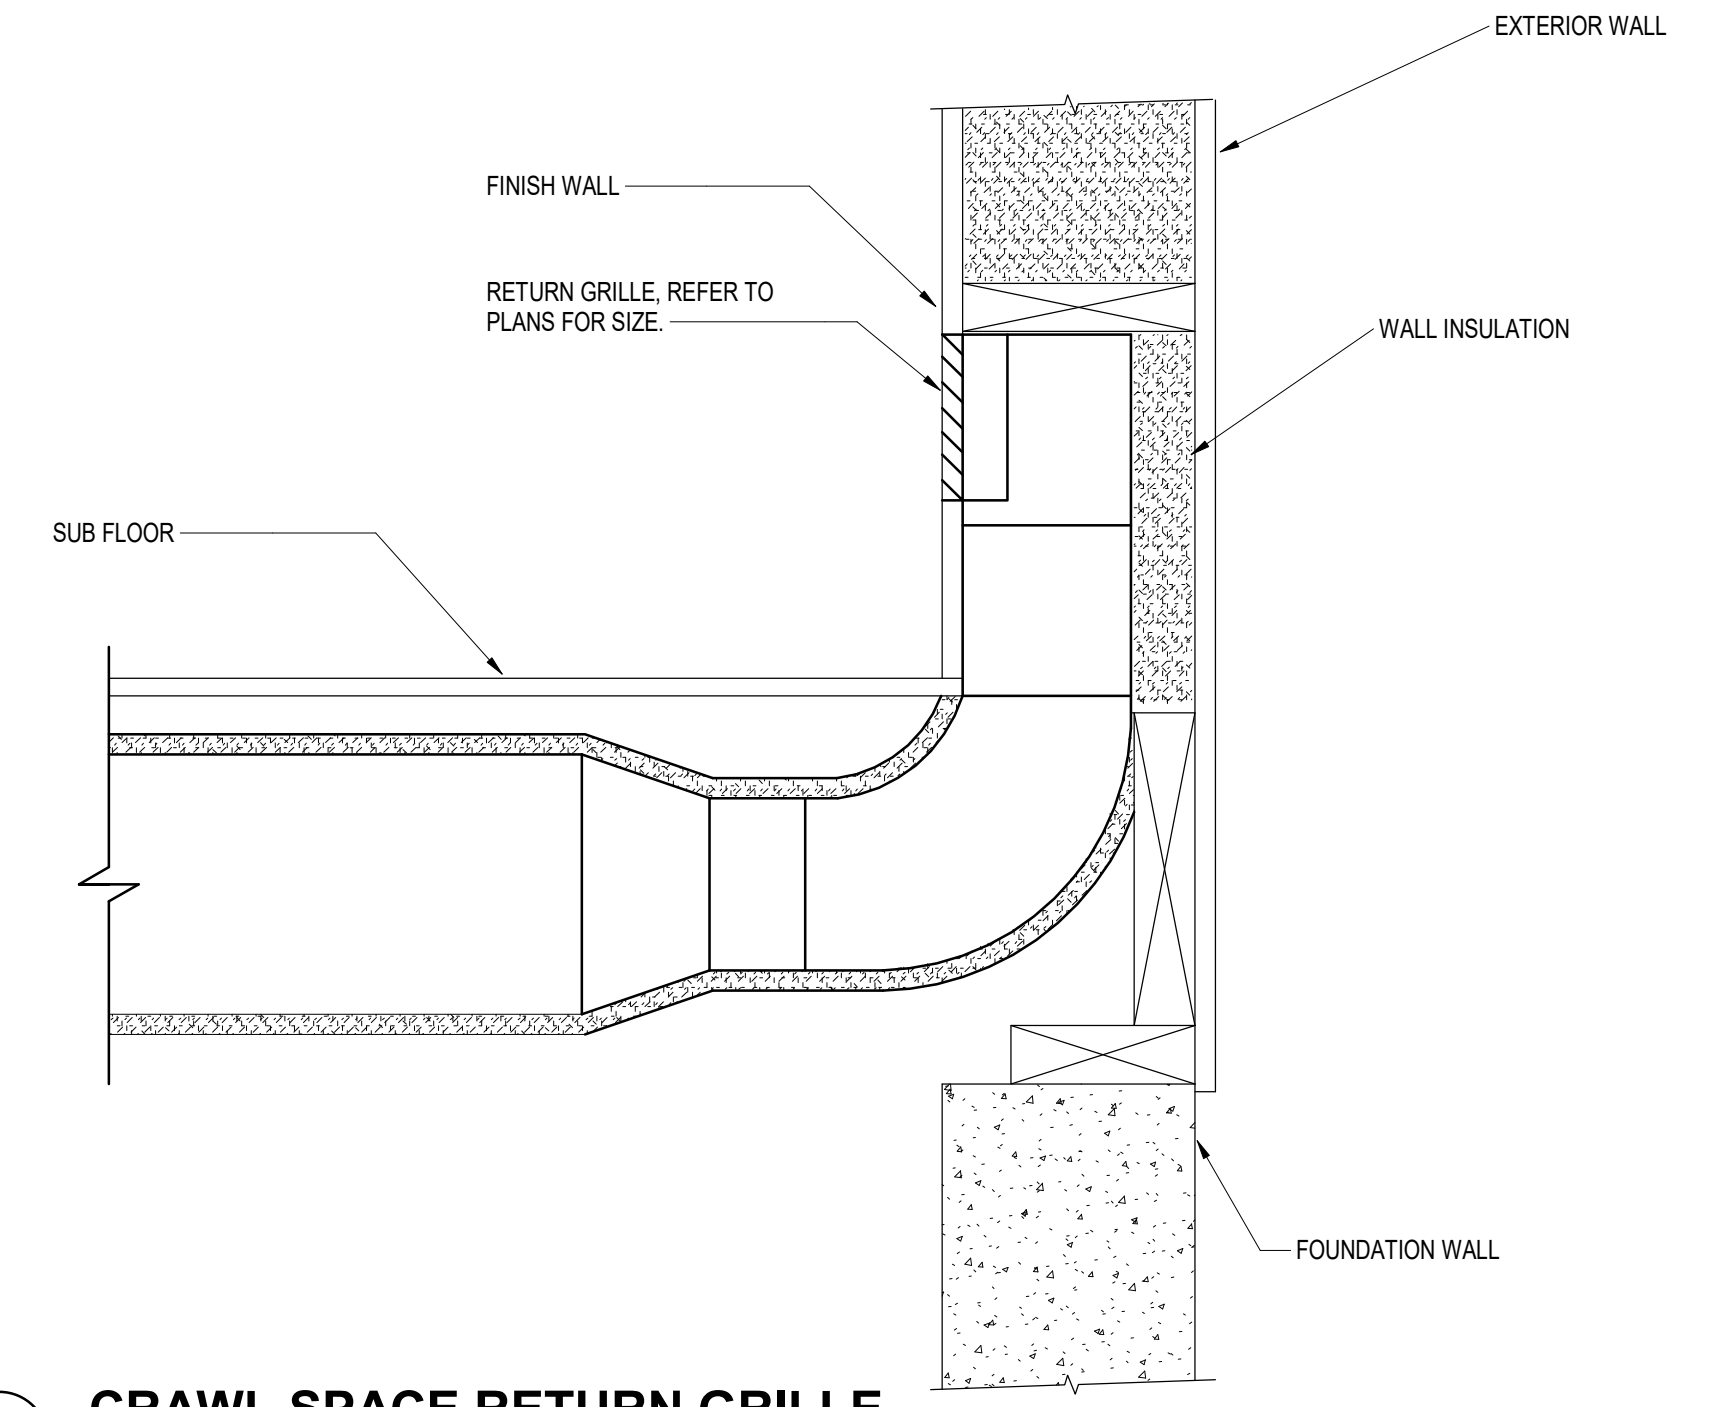 EXTERIOR WALL
FINISH WALL
RETURN GRILLE, REFER TO
PLANS FOR SIZE.
WALL INSULATION
SUB FLOOR
FOUNDATION WALL
CRAWL SPACE RETURN GRILLE